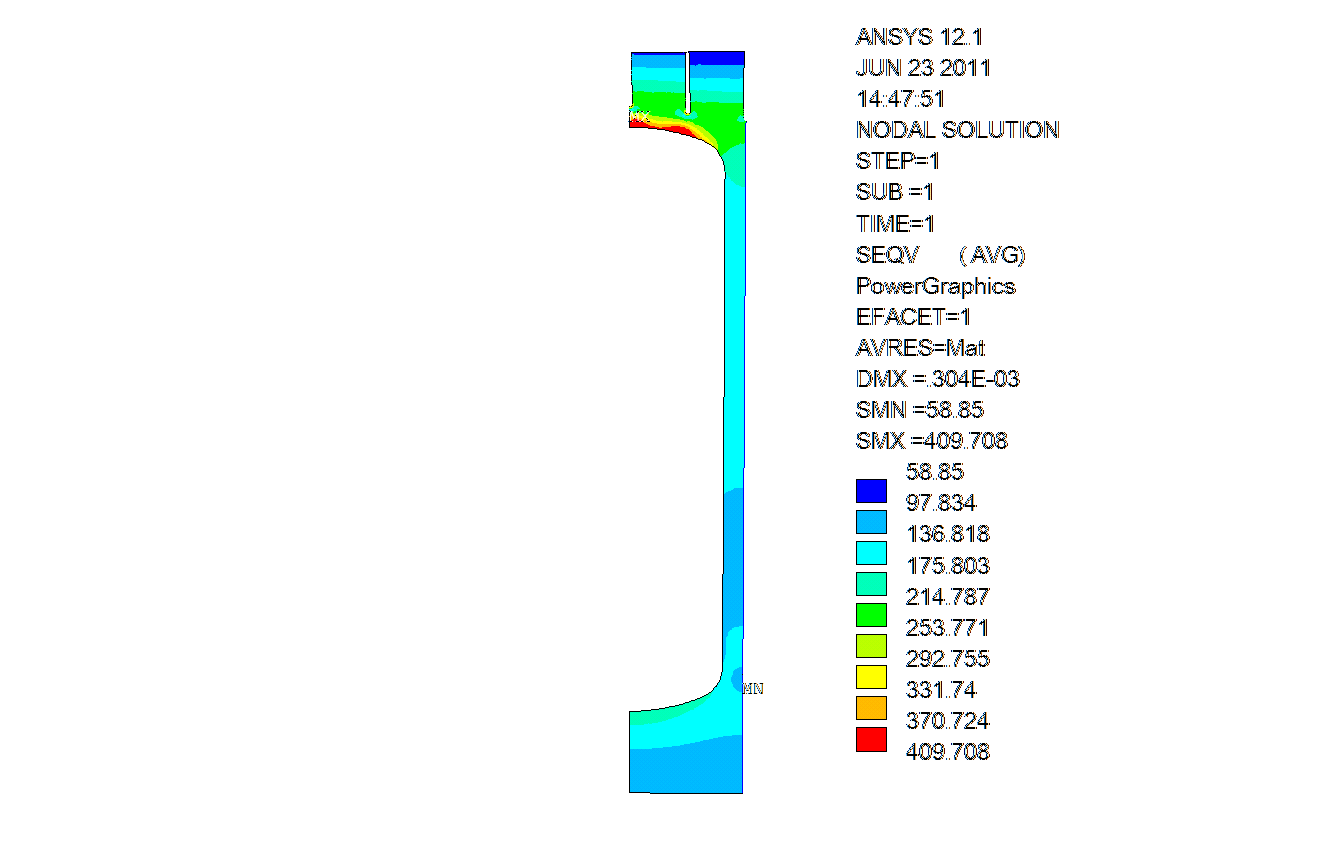 ANSYS 12.1
JUN 23 2011
14:47:51
NODAL SOLUTION
STEP=1
SUB =1
TIME=1
SEQV (AVG)
PowerGraphics
EFACET=1
AVRES=Mat
DMX =.304E-03
SMN =58.85
SMX =409.708
58.85
97.834
136.818
175.803
214.787
253.771
292.755
331.74
370.724
409.708
MN